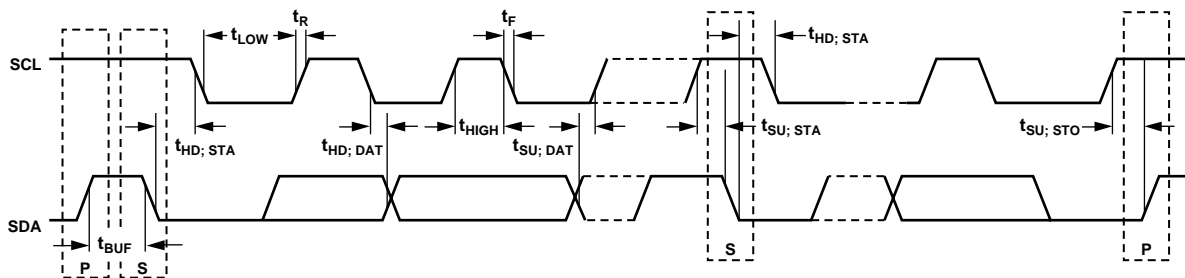 tR
tF
tLOW
tHD; STA
SCL
tHD; STA
tHD; DAT
tHIGH
tSU; DAT
tSU; STA
tSU; STO
SDA
tBUF
P
S
S
P